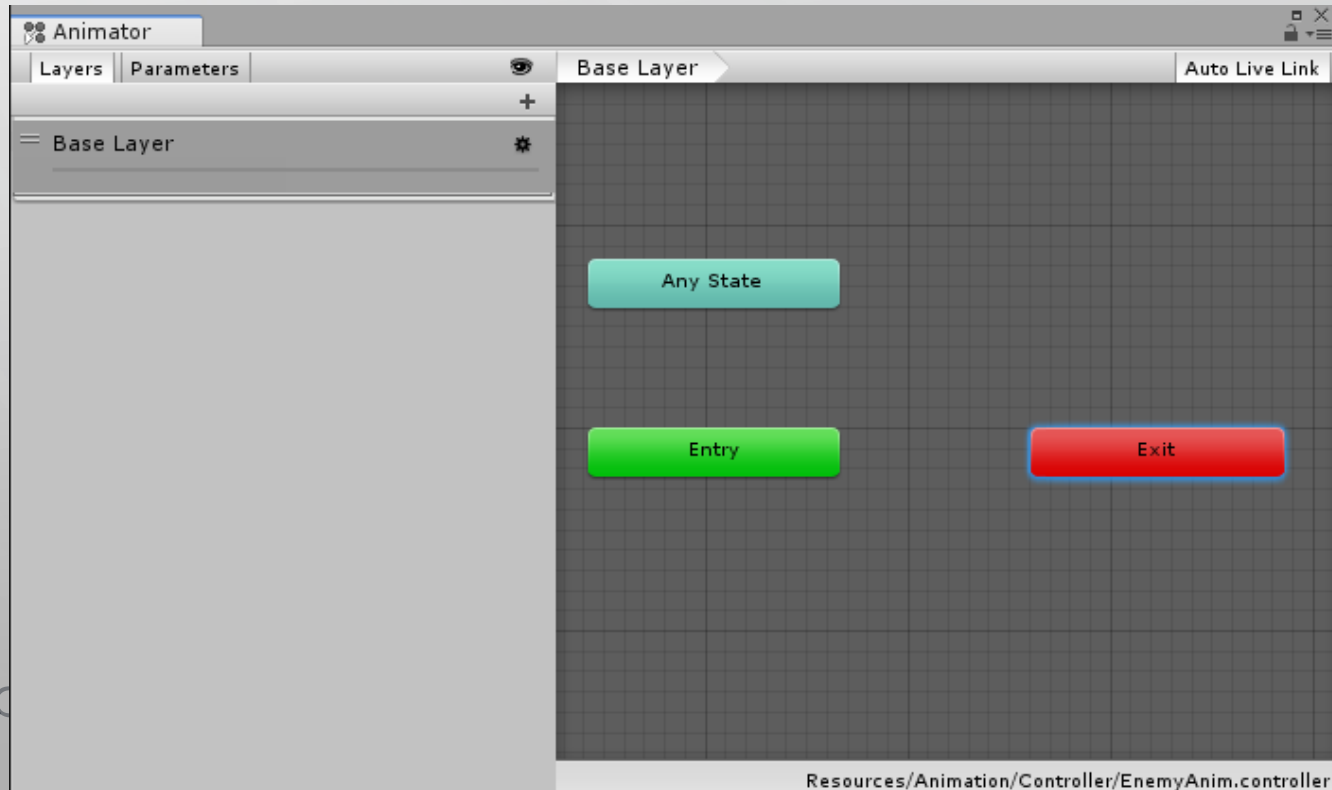 Animator
Layers Parameters
Base Layer
Auto Live Link
Base Layer
Any State
Entry
Exit
Resources/Animation/Controller/EnemyAnim.controller